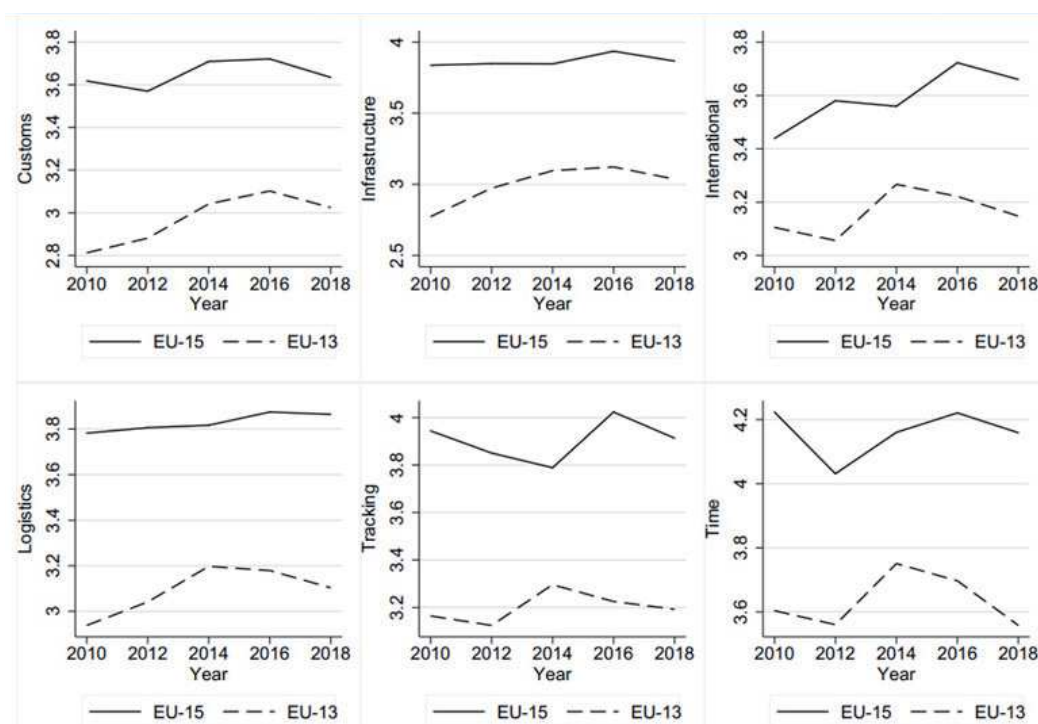 Customs
3.8
3.6
3.4
3.2
3
2.8
2010 2012 2014 2016 2018
Year
EU-15 EU-13
Infrastructure
4
3.5
3
2.5
2010 2012 2014 2016 2018
Year
EU-15 EU-13
International
3.8
3.6
3.4
3.2
3
2010 2012 2014 2016 2018
Year
EU-15 EU-13
Logistics
3.8
3.6
3.4
3.2
3
2010 2012 2014 2016 2018
Year
EU-15 EU-13
Tracking
4
3.8
3.6
3.4
3.2
2010 2012 2014 2016 2018
Year
EU-15 EU-13
Time
4.2
4
3.8
3.6
2010 2012 2014 2016 2018
Year
EU-15 EU-13